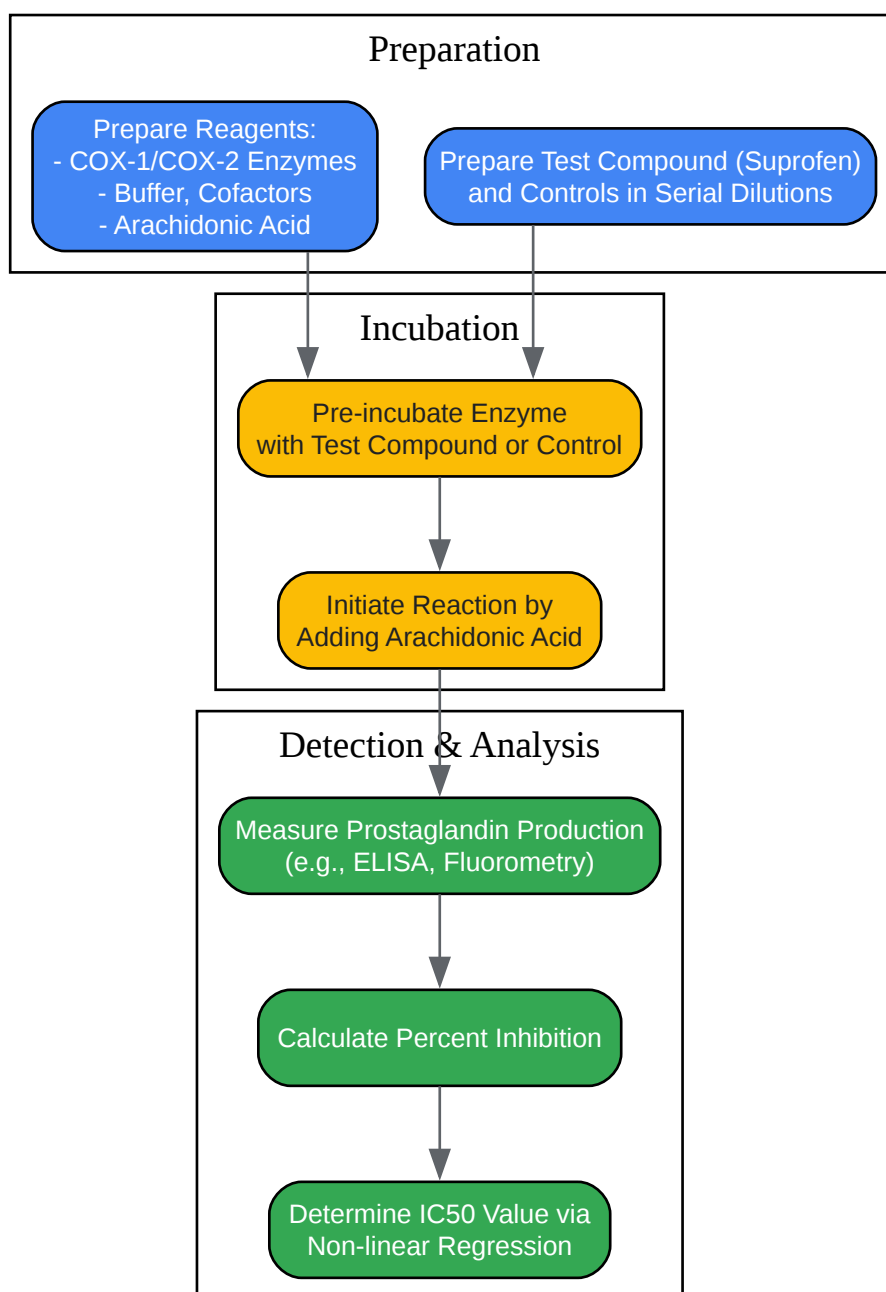 Preparation
Prepare Reagents:
- COX-1/COX-2 Enzymes
- Buffer, Cofactors
- Arachidonic Acid
Prepare Test Compound (Suprofen)
and Controls in Serial Dilutions
Incubation
Pre-incubate Enzyme
with Test Compound or Control
Initiate Reaction by
Adding Arachidonic Acid
Detection & Analysis
Measure Prostaglandin Production
(e.g., ELISA, Fluorometry)
Calculate Percent Inhibition
Determine IC50 Value via
Non-linear Regression